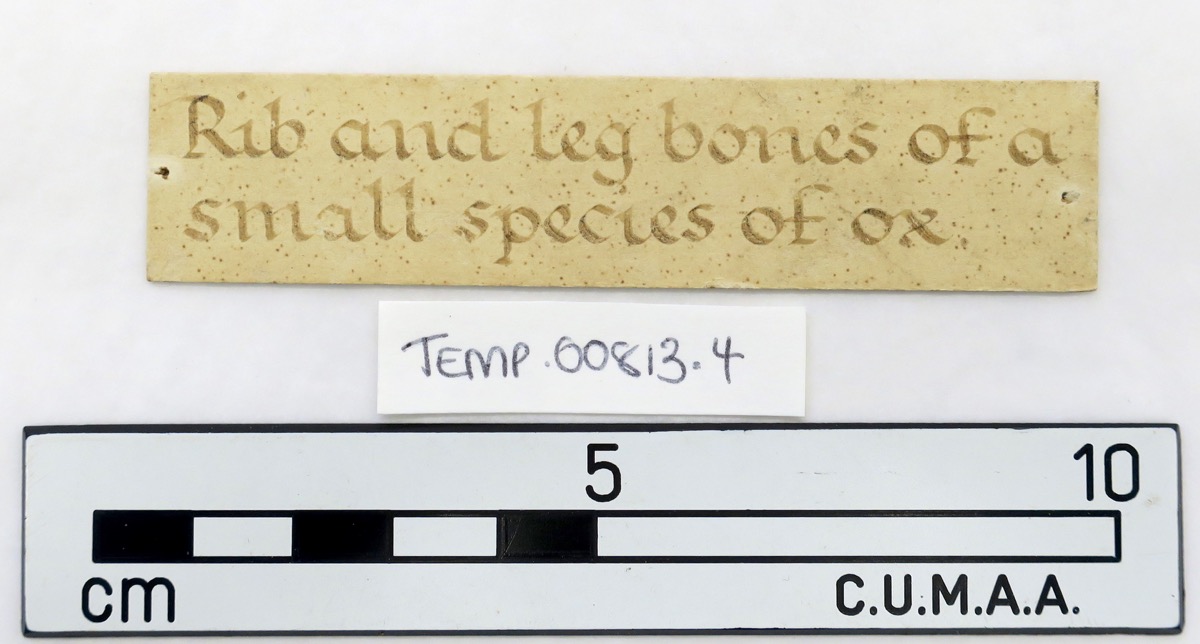 Rib and leg bones of a
small species of ox.
TEMP.00813.4
5 10
cm
C.U.M.A.A.